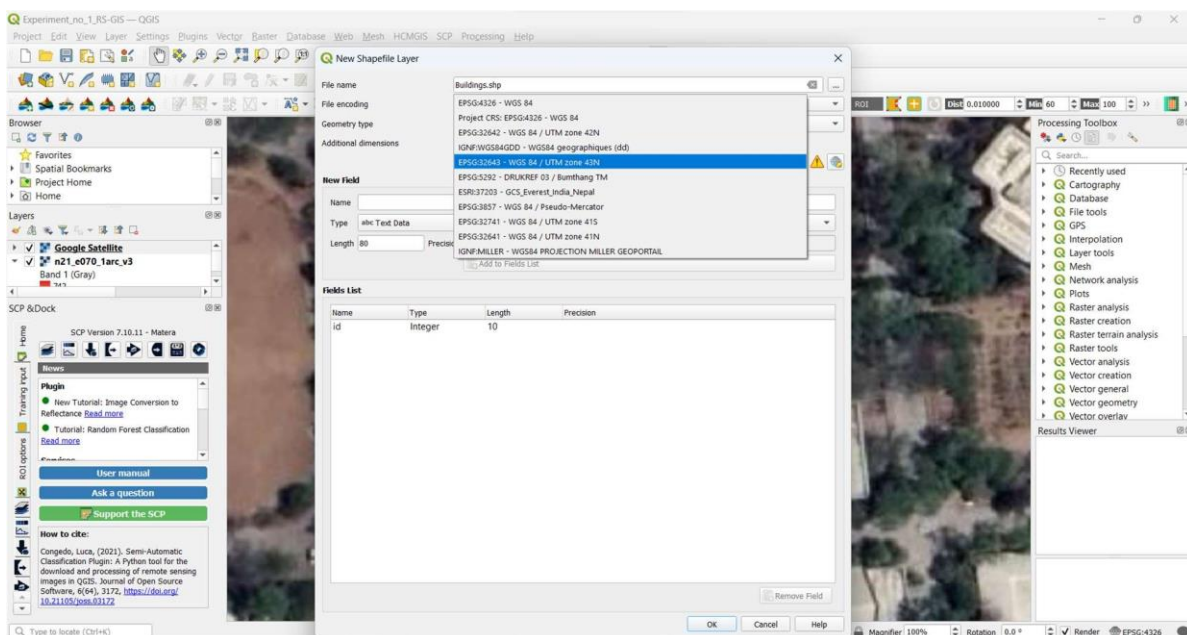 Experiment_no_1_RS-GIS — QGIS
Project Edit View Layer Settings Plugins Vector Raster Database Web Mesh HCMGIS SCP Processing Help
ROI Dist 0.010000 Min 60 Max 100
Browser
Favorites
Spatial Bookmarks
Project Home
Home
Layers
Google Satellite
n21_e070_1arc_v3
Band 1 (Gray)
SCP &Dock
Home
Training input
ROI options
SCP Version 7.10.11 - Matera
News
Plugin
New Tutorial: Image Conversion to
Reflectance Read more
Tutorial: Random Forest Classification
Read more
User manual
Ask a question
Support the SCP
How to cite:
Congedo, Luca, (2021). Semi-Automatic
Classification Plugin: A Python tool for the
download and processing of remote sensing
images in QGIS. Journal of Open Source
Software, 6(64), 3172, https://doi.org/
10.21105/joss.03172
Type to locate (Ctrl+K)
New Shapefile Layer
File name Buildings.shp
File encoding
Geometry type
Additional dimensions
EPSG:4326 - WGS 84
Project CRS: EPSG:4326 - WGS 84
EPSG:32642 - WGS 84 / UTM zone 42N
IGNF:WGS84GDD - WGS84 geographiques (dd)
EPSG:32643 - WGS 84 / UTM zone 43N
EPSG:5292 - DRUKREF 03 / Bumthang TM
ESRI:37203 - GCS_Everest_India_Nepal
EPSG:3857 - WGS 84 / Pseudo-Mercator
EPSG:32741 - WGS 84 / UTM zone 41S
EPSG:32641 - WGS 84 / UTM zone 41N
IGNF:MILLER - WGS84 PROJECTION MILLER GEOPORTAIL
New Field
Name
Type abc Text Data
Length 80
Add to Fields List
Fields List
Name Type Length Precision
id Integer 10
Remove Field
OK Cancel Help
Processing Toolbox
Search...
Recently used
Cartography
Database
File tools
GPS
Interpolation
Layer tools
Mesh
Network analysis
Plots
Raster analysis
Raster creation
Raster terrain analysis
Raster tools
Vector analysis
Vector creation
Vector general
Vector geometry
Vector overlay
Results Viewer
Magnifier 100% Rotation 0.0 ° Render EPSG:4326